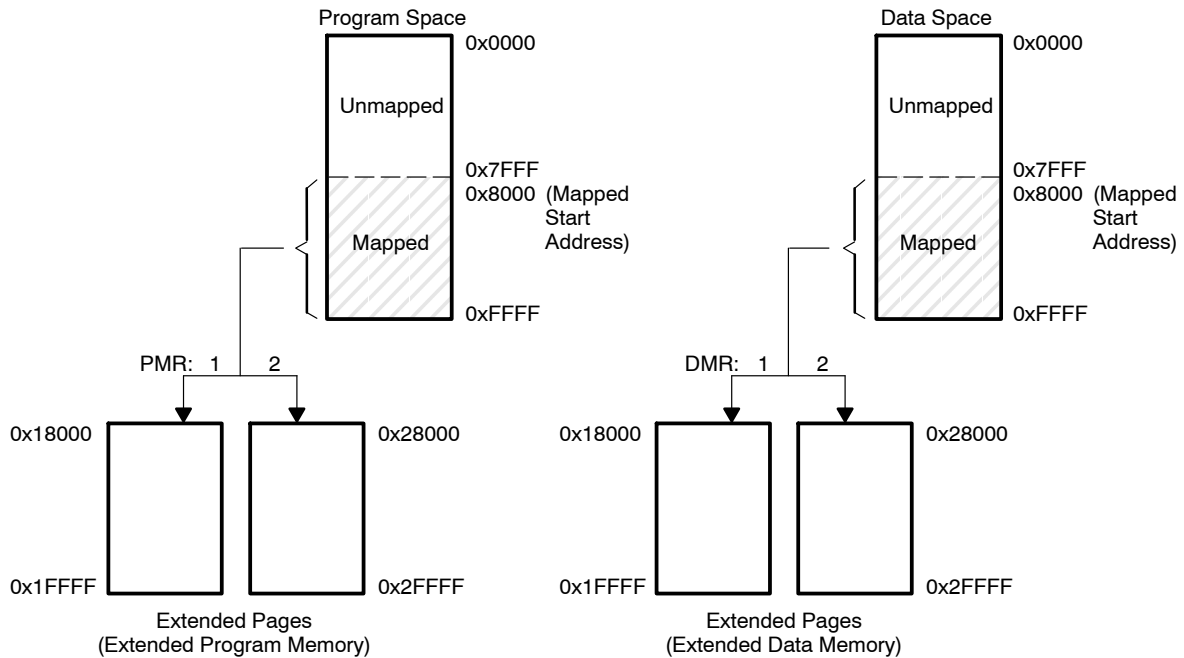 Program Space
0x0000
Unmapped
0x7FFF
0x8000 (Mapped
Start
Address)
Mapped
0xFFFF
PMR: 1 2
0x18000
0x28000
0x1FFFF
0x2FFFF
Extended Pages
(Extended Program Memory)
Data Space
0x0000
Unmapped
0x7FFF
0x8000 (Mapped
Start
Address)
Mapped
0xFFFF
DMR: 1 2
0x18000
0x28000
0x1FFFF
0x2FFFF
Extended Pages
(Extended Data Memory)